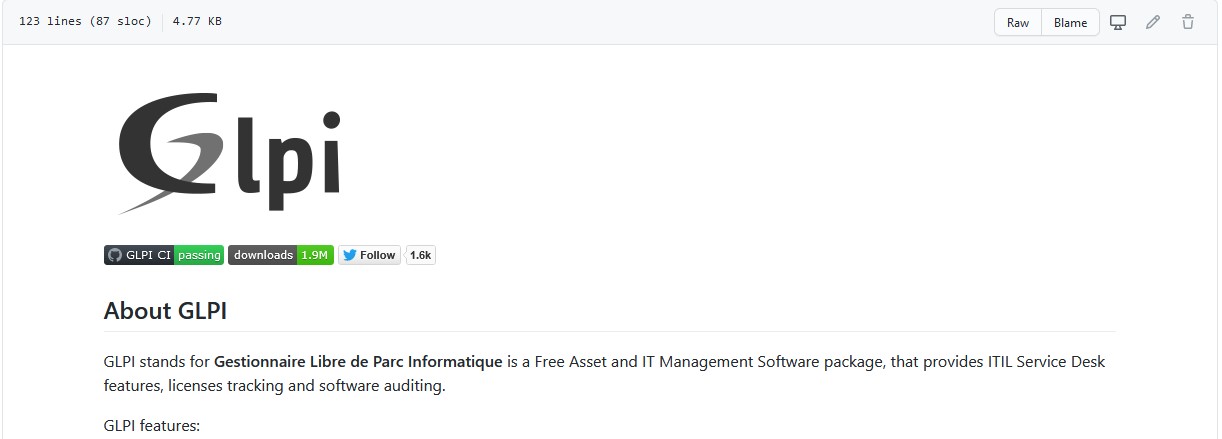 123 lines (87 sloc) 4.77 KB Raw Blame
Glpi
GLPI CI passing downloads 1.9M Follow 1.6k
About GLPI
GLPI stands for Gestionnaire Libre de Parc Informatique is a Free Asset and IT Management Software package, that provides ITIL Service Desk
features, licenses tracking and software auditing.
GLPI features: